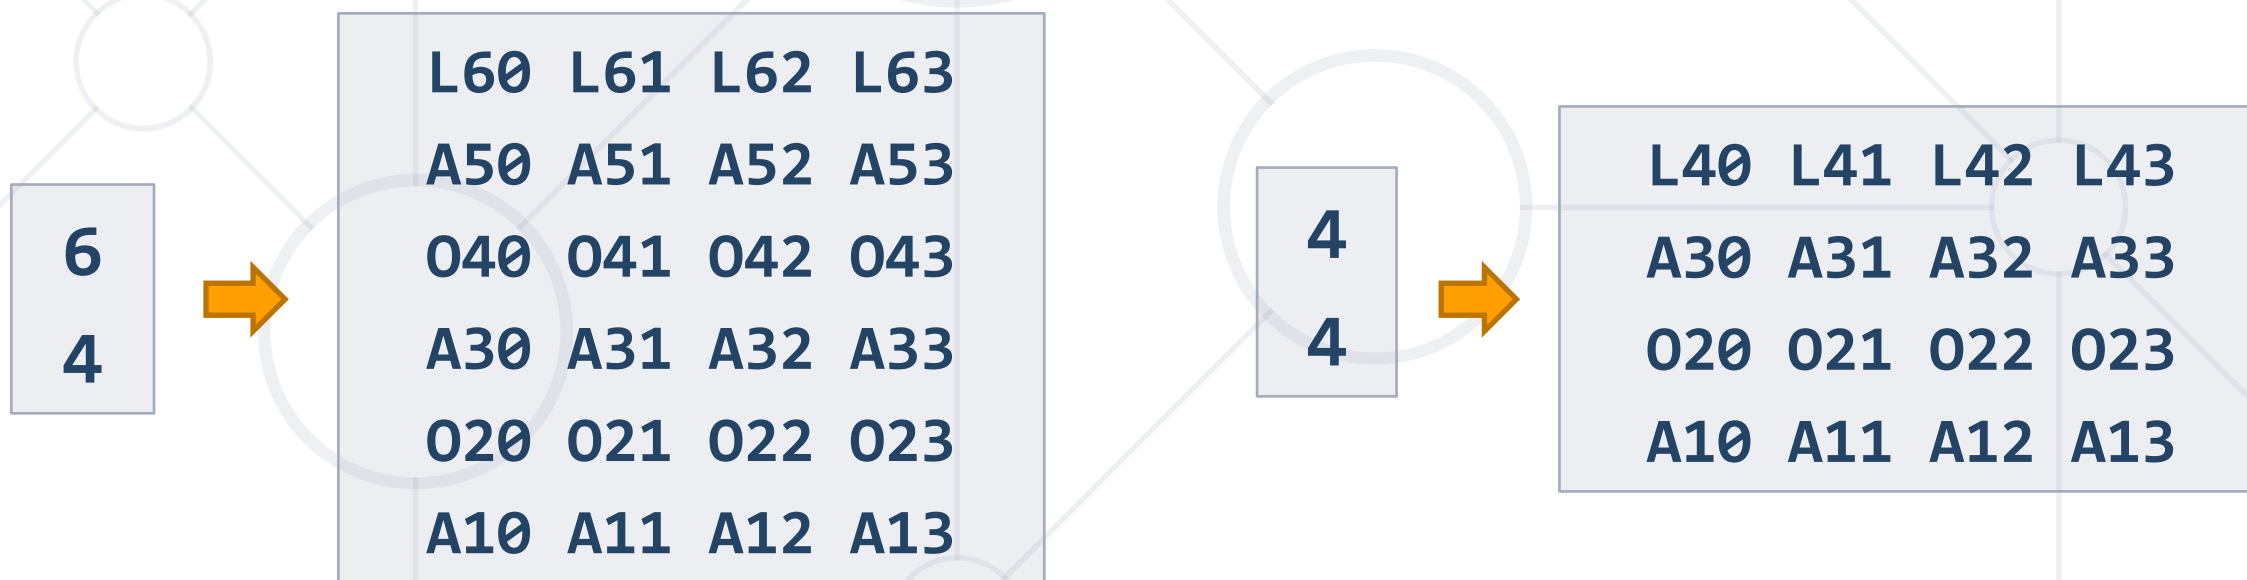 6
4
L60 L61 L62 L63
A50 A51 A52 A53
O40 O41 O42 O43
A30 A31 A32 A33
O20 O21 O22 O23
A10 A11 A12 A13
4
4
L40 L41 L42 L43
A30 A31 A32 A33
O20 O21 O22 O23
A10 A11 A12 A13